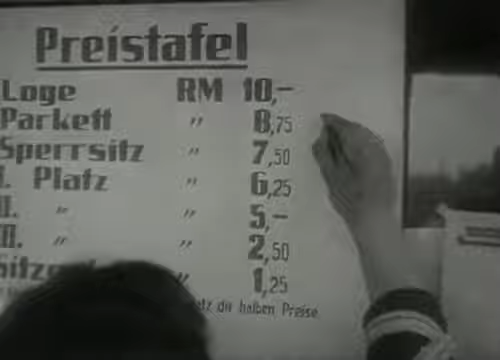 Preistafel
Loge RM 10,-
Parkett " 8,75
Sperrsitz " 7,50
I. Platz " 6,25
II. " " 5,-
II. " " 2,50
" 1,25
halben Preise.